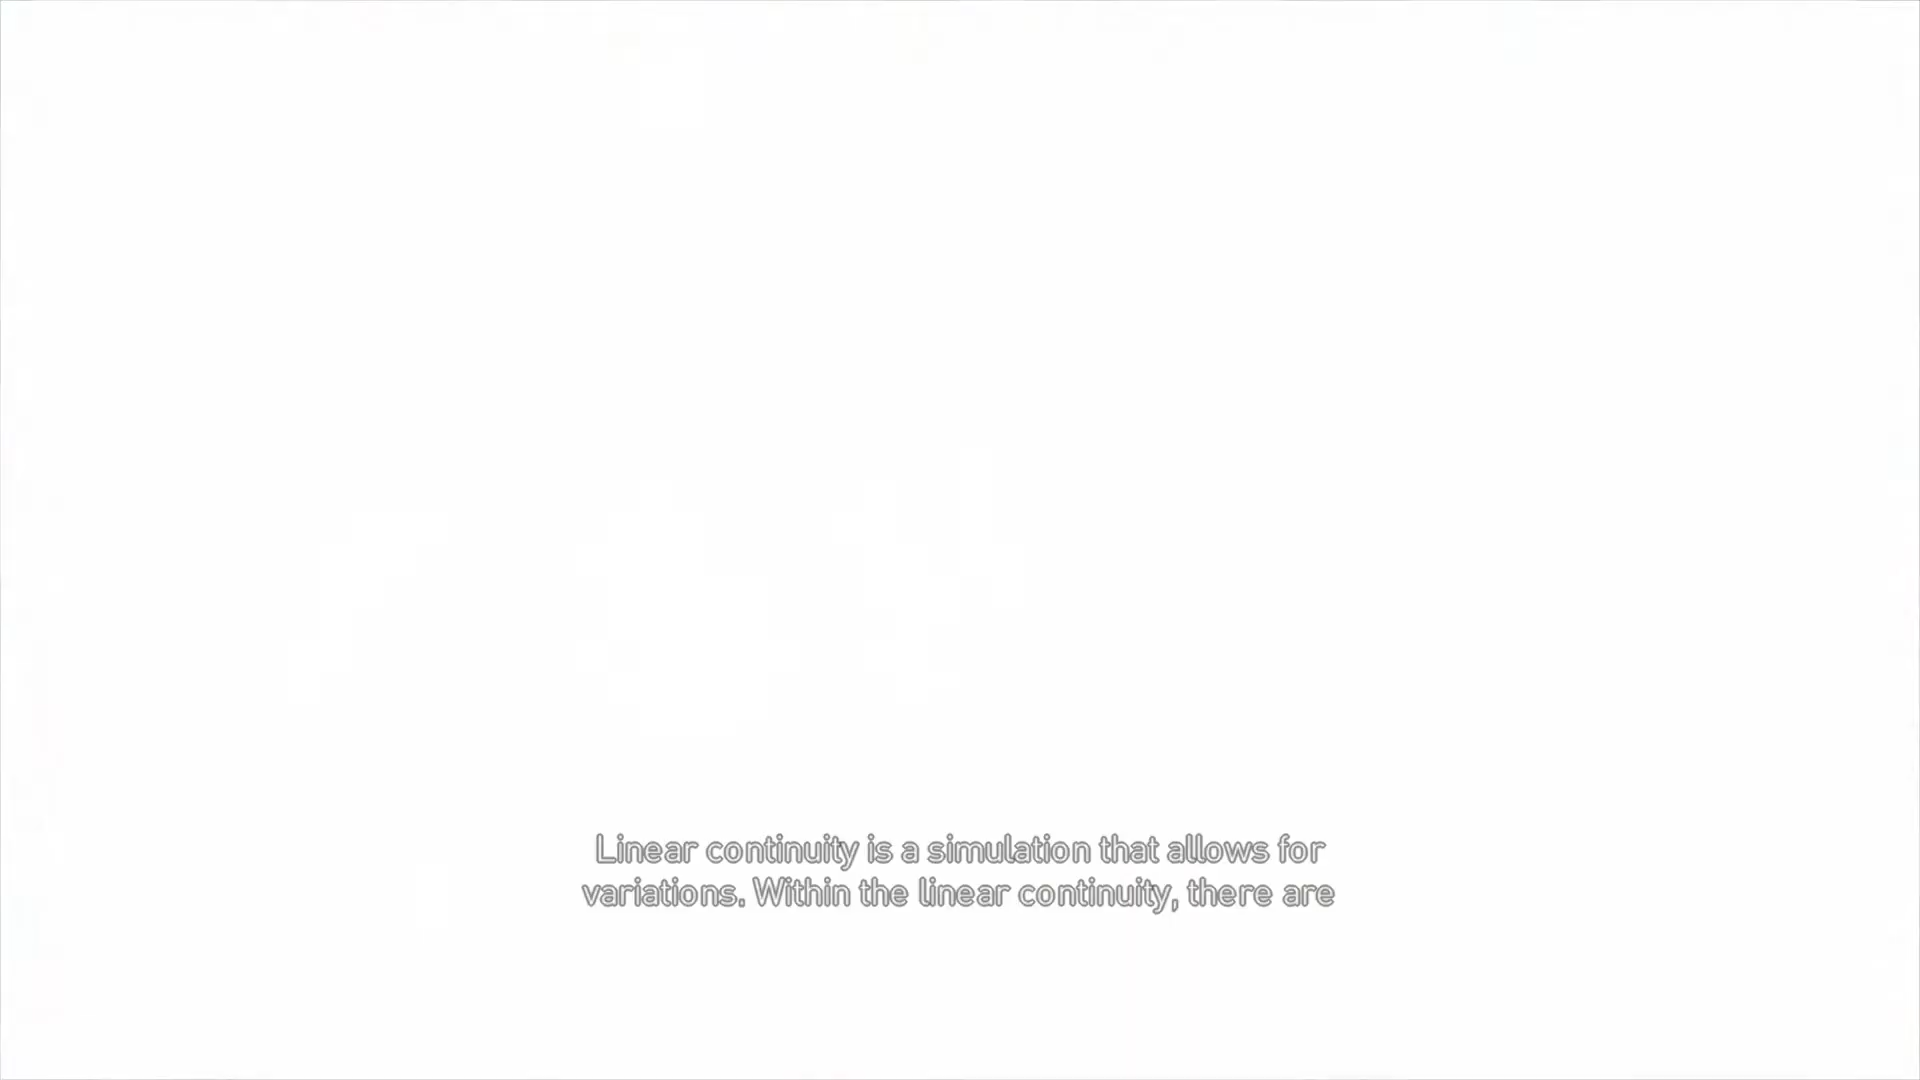 Linear continuity is a simulation that allows for
variations. Within the linear continuity, there are